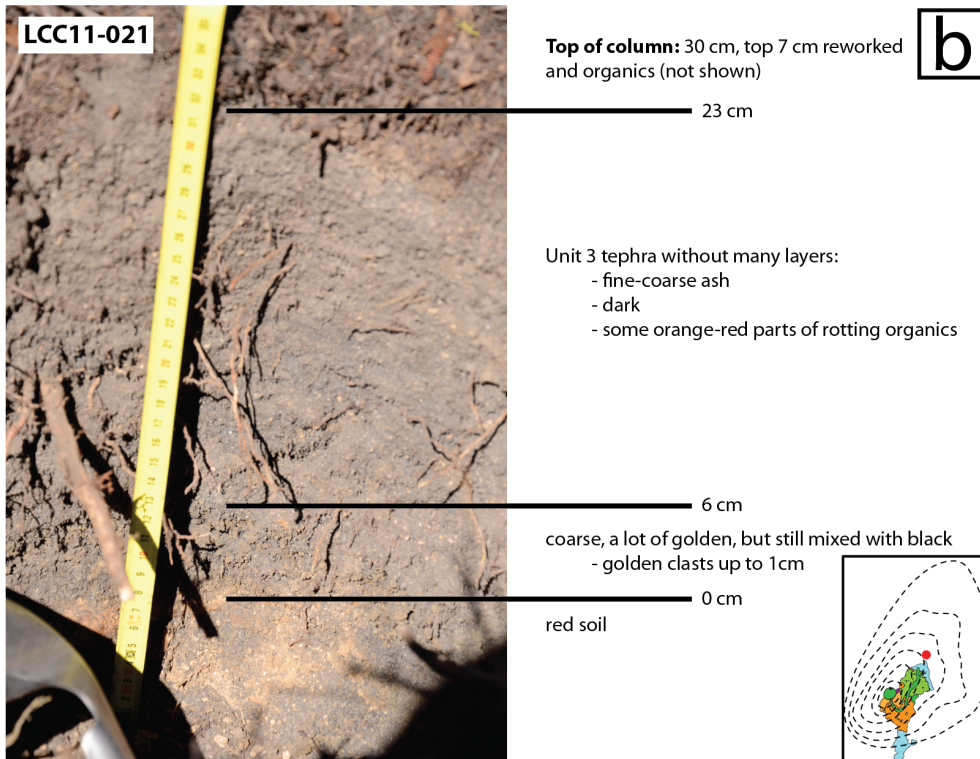 LCC11-021
b
Top of column: 30 cm, top 7 cm reworked
and organics (not shown)
23 cm
Unit 3 tephra without many layers:
- fine-coarse ash
- dark
- some orange-red parts of rotting organics
6 cm
coarse, a lot of golden, but still mixed with black
- golden clasts up to 1cm
0 cm
red soil